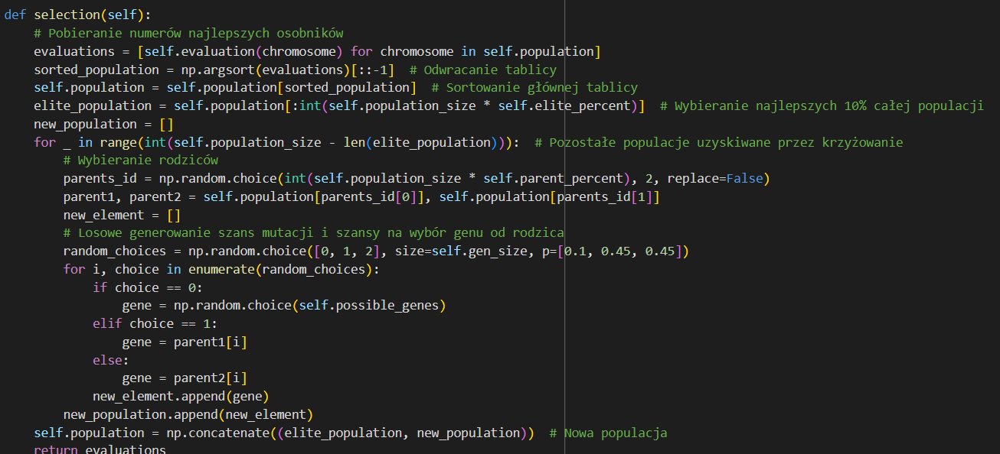 def selection(self):
    # Pobieranie numerów najlepszych osobników
    evaluations = [self.evaluation(chromosome) for chromosome in self.population]
    sorted_population = np.argsort(evaluations)[::-1]  # Odwracanie tablicy
    self.population = self.population[sorted_population]  # Sortowanie głównej tablicy
    elite_population = self.population[:int(self.population_size * self.elite_percent)]  # Wybieranie najlepszych 10% całej populacji
    new_population = []
    for _ in range(int(self.population_size - len(elite_population))):  # Pozostałe populacje uzyskiwane przez krzyżowanie
        # Wybieranie rodziców
        parents_id = np.random.choice(int(self.population_size * self.parent_percent), 2, replace=False)
        parent1, parent2 = self.population[parents_id[0]], self.population[parents_id[1]]
        new_element = []
        # Losowe generowanie szans mutacji i szansy na wybór genu od rodzica
        random_choices = np.random.choice([0, 1, 2], size=self.gen_size, p=[0.1, 0.45, 0.45])
        for i, choice in enumerate(random_choices):
            if choice == 0:
                gene = np.random.choice(self.possible_genes)
            elif choice == 1:
                gene = parent1[i]
            else:
                gene = parent2[i]
            new_element.append(gene)
        new_population.append(new_element)
    self.population = np.concatenate((elite_population, new_population))  # Nowa populacja
    return evaluations